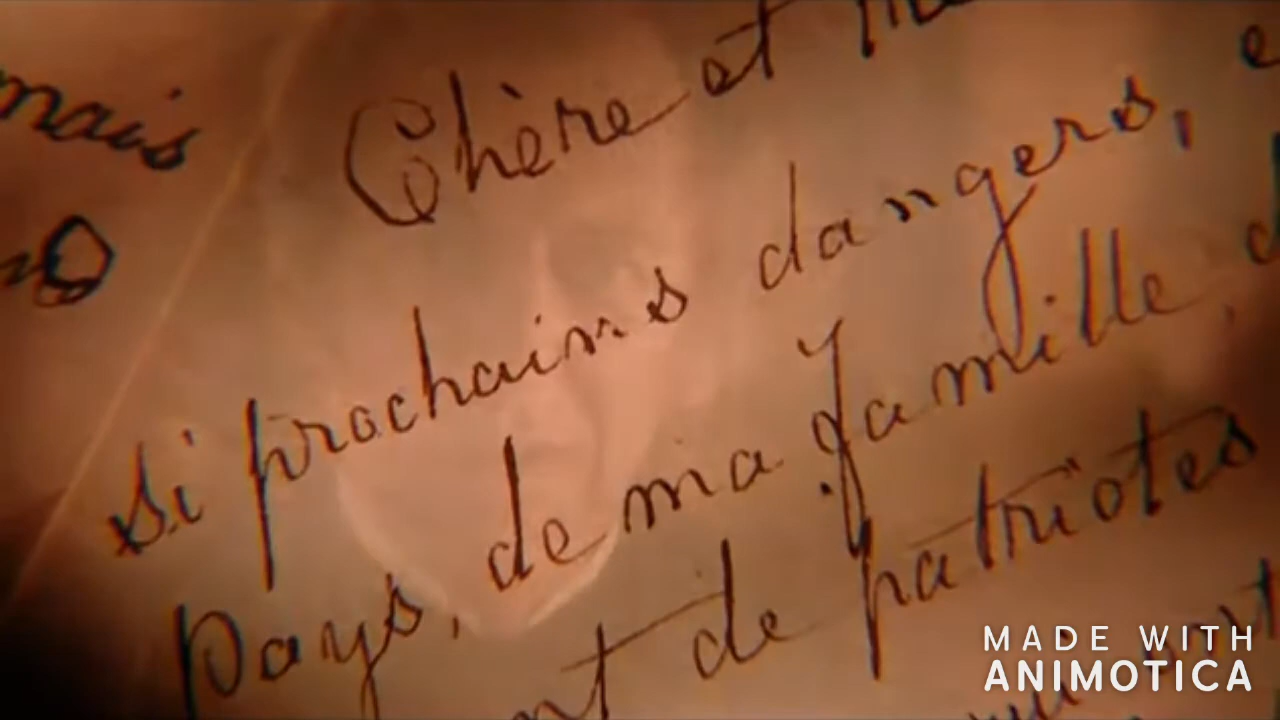 mais
Chère et
si prochains dangers,
pays, de ma famille,
de patriotes
MADE WITH
ANIMOTICA